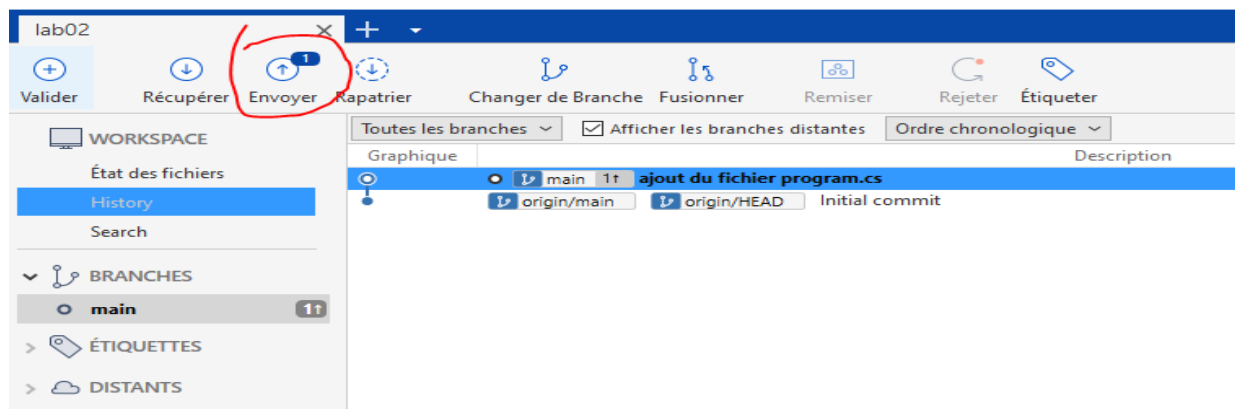 lab02
1
Valider Récupérer Envoyer Rapatrier Changer de Branche Fusionner Remiser Rejeter Étiqueter
WORKSPACE
État des fichiers
History
Search
BRANCHES
main 1↑
ÉTIQUETTES
DISTANTS
Toutes les branches Afficher les branches distantes Ordre chronologique
Graphique Description
main 1↑ ajout du fichier program.cs
origin/main origin/HEAD Initial commit